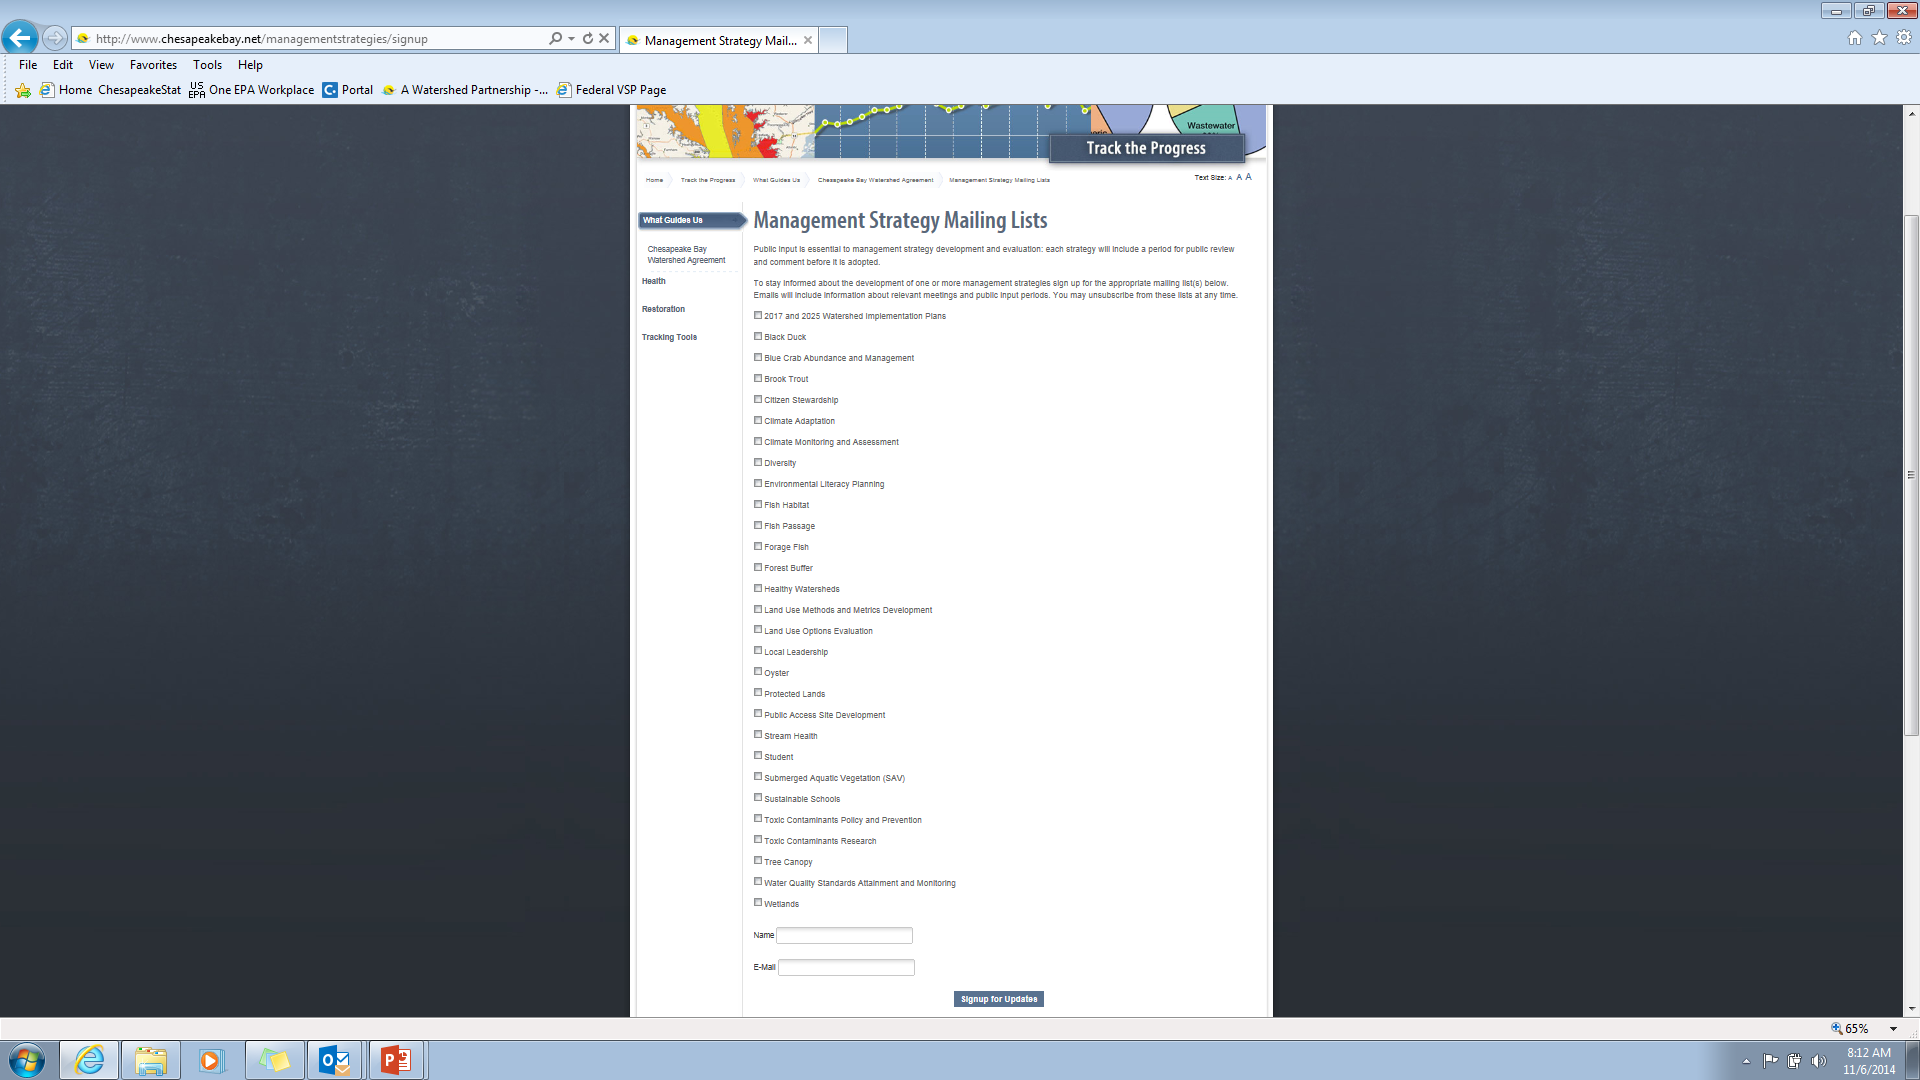 http://www.chesapeakebay.net/managementstrategies/signup
Management Strategy Mail...
File Edit View Favorites Tools Help
Home ChesapeakeStat US EPA One EPA Workplace Portal A Watershed Partnership -... Federal VSP Page
Wastewater
Track the Progress
Home Track the Progress What Guides Us Chesapeake Bay Watershed Agreement Management Strategy Mailing Lists
Text Size: A A A
What Guides Us
Chesapeake Bay
Watershed Agreement
Health
Restoration
Tracking Tools
Management Strategy Mailing Lists
Public input is essential to management strategy development and evaluation: each strategy will include a period for public review
and comment before it is adopted.
To stay informed about the development of one or more management strategies sign up for the appropriate mailing list(s) below.
Emails will include information about relevant meetings and public input periods. You may unsubscribe from these lists at any time.
2017 and 2025 Watershed Implementation Plans
Black Duck
Blue Crab Abundance and Management
Brook Trout
Citizen Stewardship
Climate Adaptation
Climate Monitoring and Assessment
Diversity
Environmental Literacy Planning
Fish Habitat
Fish Passage
Forage Fish
Forest Buffer
Healthy Watersheds
Land Use Methods and Metrics Development
Land Use Options Evaluation
Local Leadership
Oyster
Protected Lands
Public Access Site Development
Stream Health
Student
Submerged Aquatic Vegetation (SAV)
Sustainable Schools
Toxic Contaminants Policy and Prevention
Toxic Contaminants Research
Tree Canopy
Water Quality Standards Attainment and Monitoring
Wetlands
Name
E-Mail
Signup for Updates
65%
8:12 AM
11/6/2014